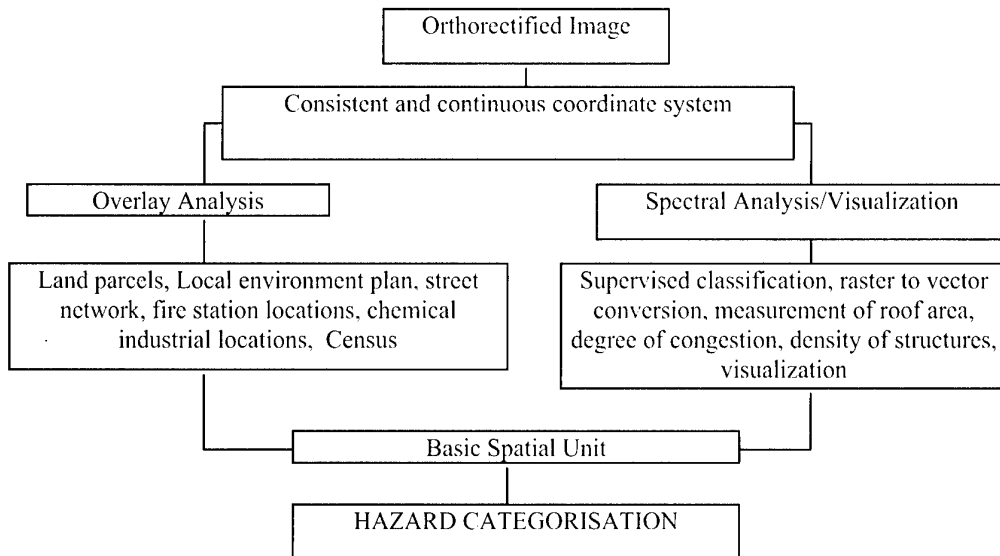 Orthorectified Image
Consistent and continuous coordinate system
Overlay Analysis
Spectral Analysis/Visualization
Land parcels, Local environment plan, street
network, fire station locations, chemical
industrial locations,  Census
Supervised classification, raster to vector
conversion, measurement of roof area,
degree of congestion, density of structures,
visualization
Basic Spatial Unit
HAZARD CATEGORISATION